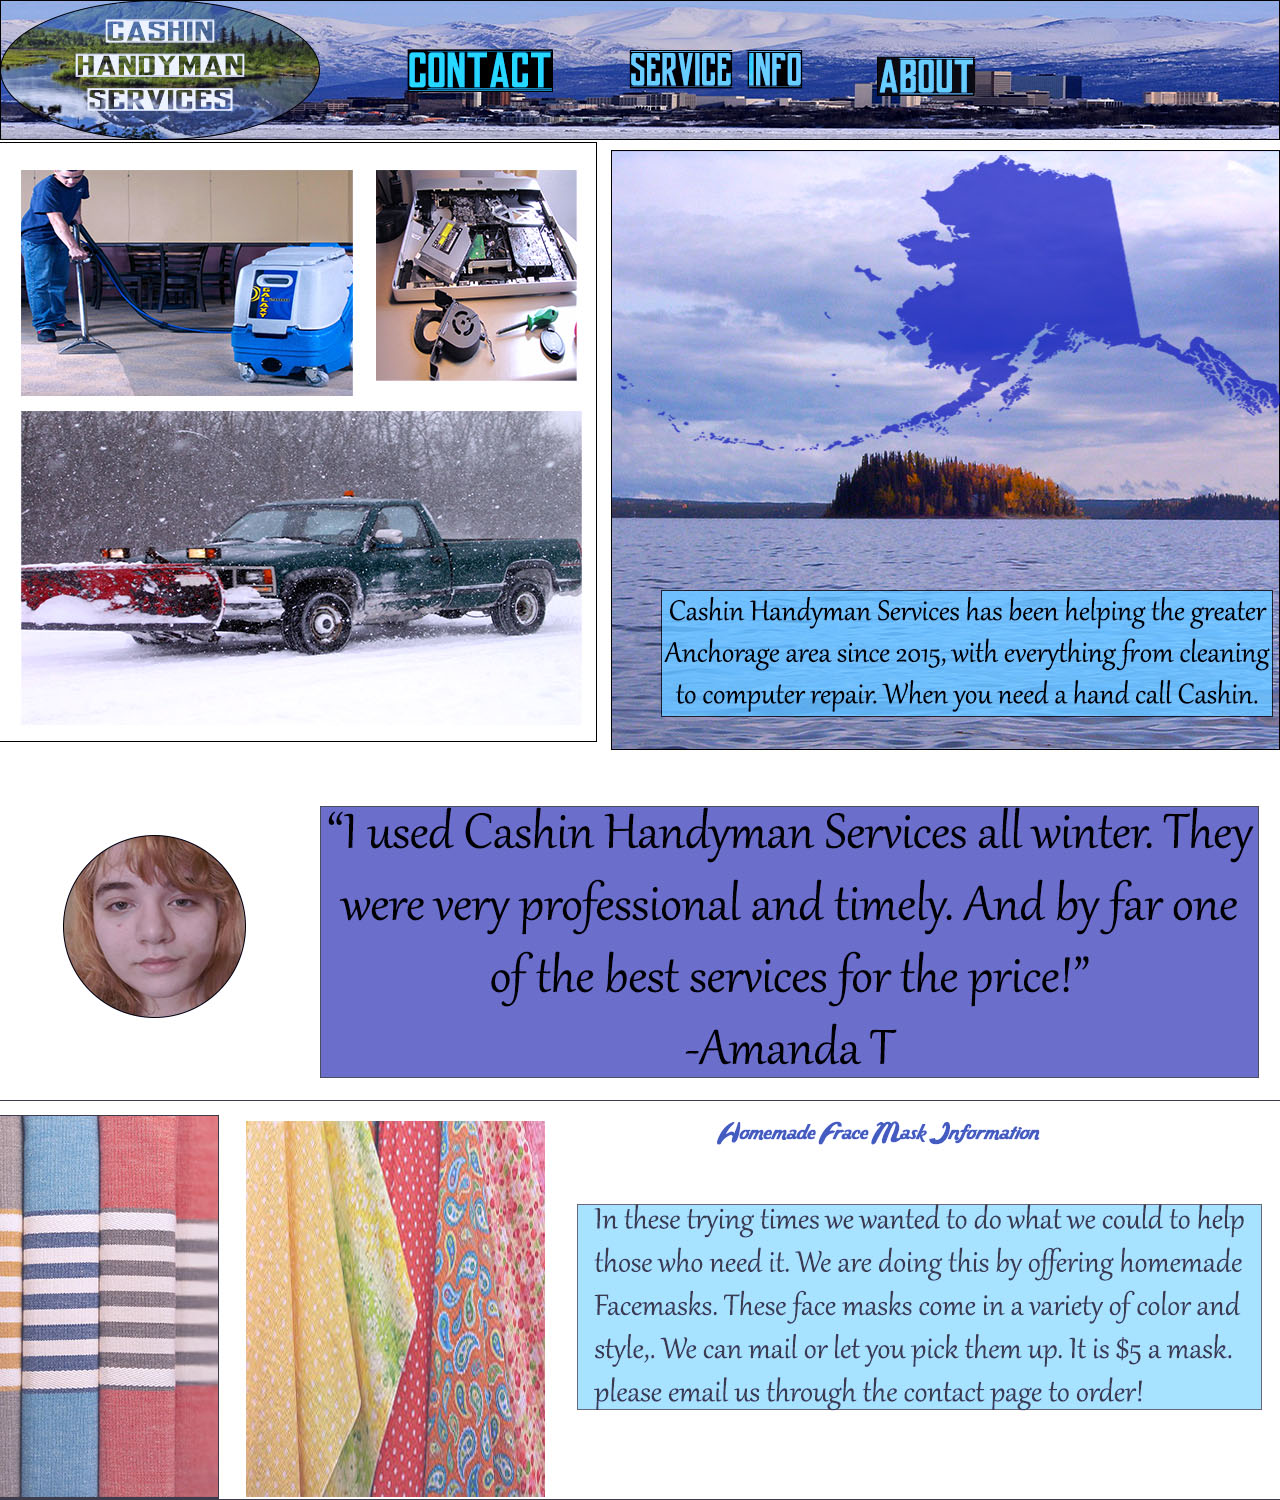 CASHIN
HANDYMAN
SERVICES
CONTACT
SERVICE INFO
ABOUT
GALAXY
Cashin Handyman Services has been helping the greater
Anchorage area since 2015, with everything from cleaning
to computer repair. When you need a hand call Cashin.
“I used Cashin Handyman Services all winter. They
were very professional and timely. And by far one
of the best services for the price!”
-Amanda T
Homemade Frace Mask Information
In these trying times we wanted to do what we could to help
those who need it. We are doing this by offering homemade
Facemasks. These face masks come in a variety of color and
style,. We can mail or let you pick them up. It is $5 a mask.
please email us through the contact page to order!